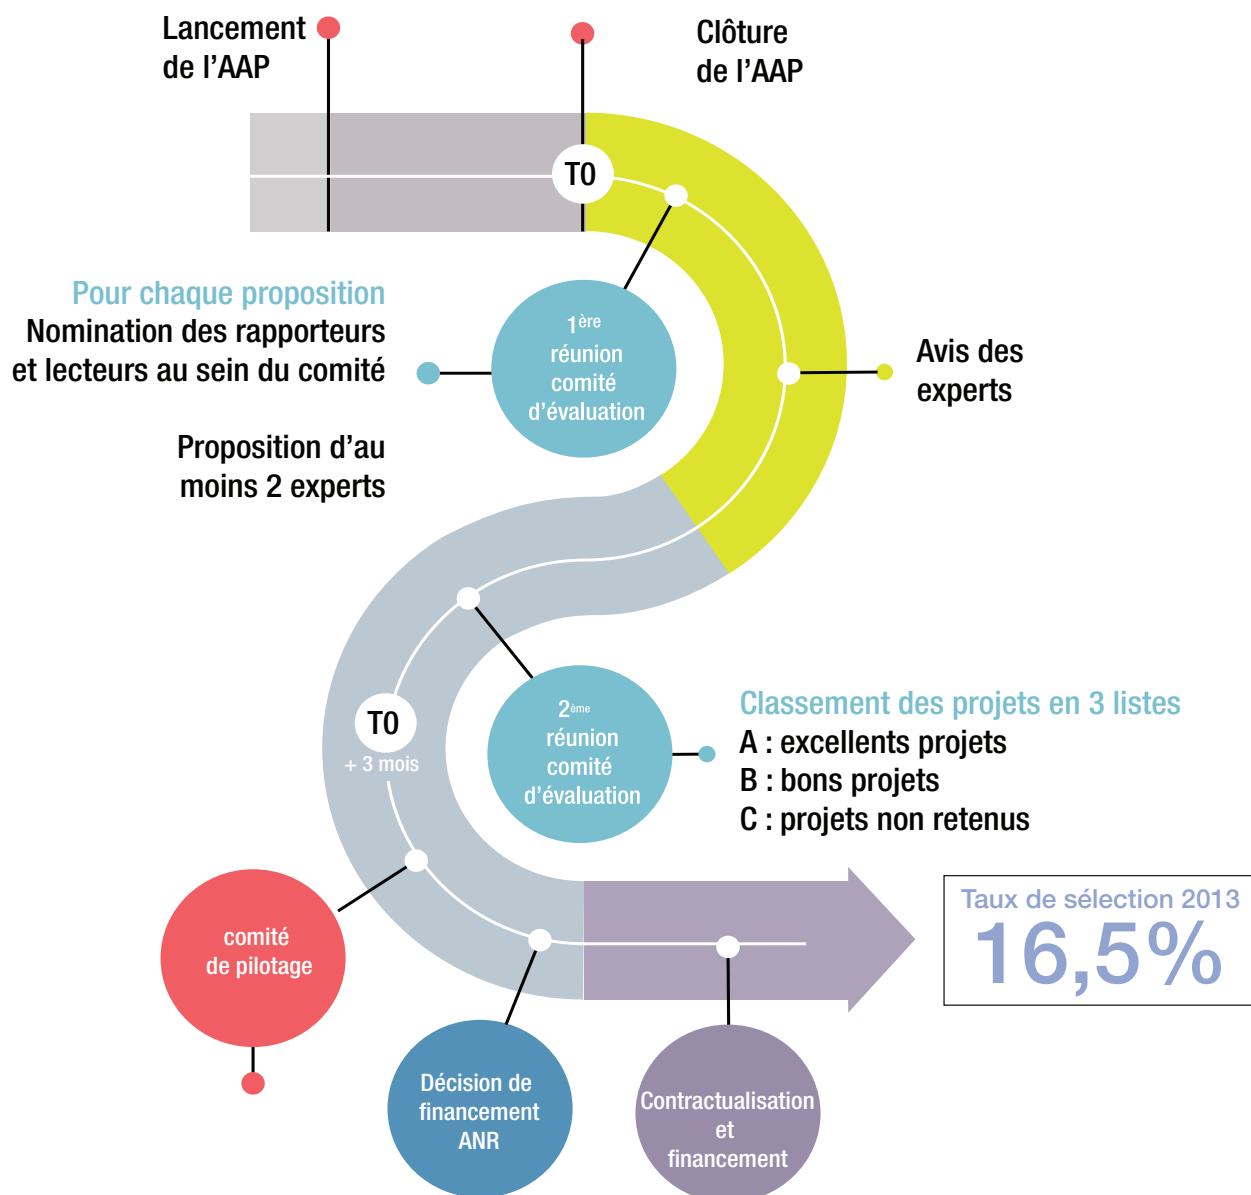 Lancement
de l'AAP
Clôture
de l'AAP
T0
Pour chaque proposition
Nomination des rapporteurs
et lecteurs au sein du comité
Proposition d'au
moins 2 experts
1ère
réunion
comité
d'évaluation
Avis des
experts
2ème
réunion
comité
d'évaluation
Classement des projets en 3 listes
A : excellents projets
B : bons projets
C : projets non retenus
T0
+ 3 mois
comité
de pilotage
Décision de
financement
ANR
Contractualisation
et
financement
Taux de sélection 2013
16,5%